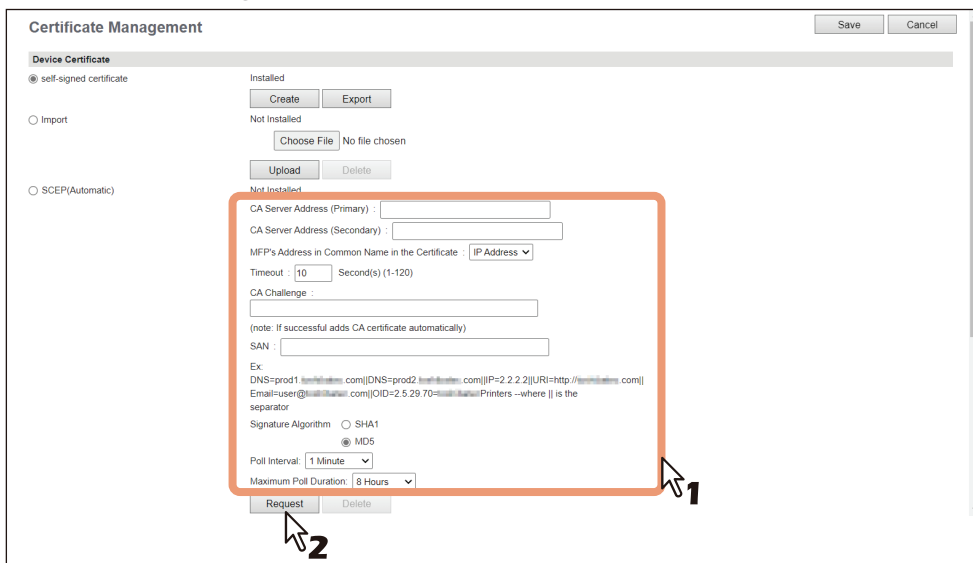 Certificate Management
Save Cancel
Device Certificate
self-signed certificate Installed
Create Export
Import Not Installed
Choose File No file chosen
Upload Delete
SCEP(Automatic) Not Installed
CA Server Address (Primary) :
CA Server Address (Secondary) :
MFP's Address in Common Name in the Certificate : IP Address
Timeout : 10 Second(s) (1-120)
CA Challenge :
(note: If successful adds CA certificate automatically)
SAN :
Ex:
DNS=prod1. .com||DNS=prod2. .com||IP=2.2.2.2||URI=http:// .com||
Email=user@ .com||OID=2.5.29.70= Printers --where || is the
separator
Signature Algorithm SHA1
MD5
Poll Interval: 1 Minute
Maximum Poll Duration: 8 Hours
1
Request Delete
2